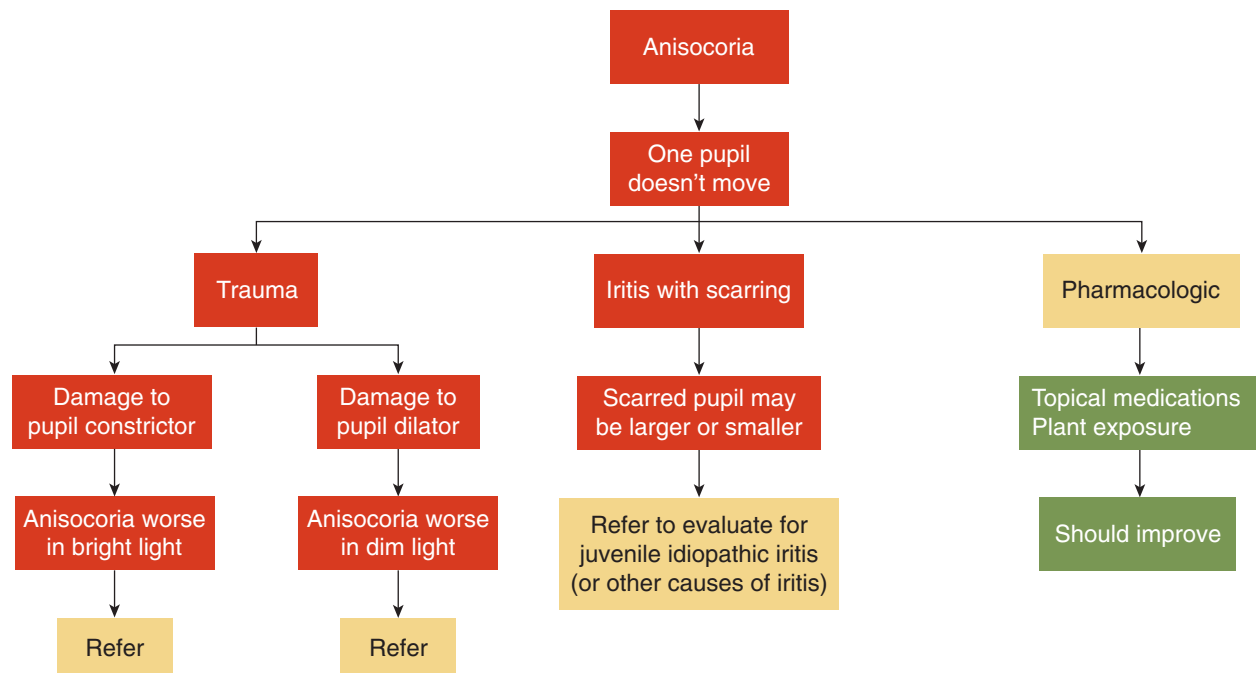 Anisocoria
One pupil
doesn't move
Trauma
Iritis with scarring
Pharmacologic
Damage to
pupil constrictor
Damage to
pupil dilator
Scarred pupil may
be larger or smaller
Topical medications
Plant exposure
Anisocoria worse
in bright light
Anisocoria worse
in dim light
Refer to evaluate for
juvenile idiopathic iritis
(or other causes of iritis)
Should improve
Refer
Refer